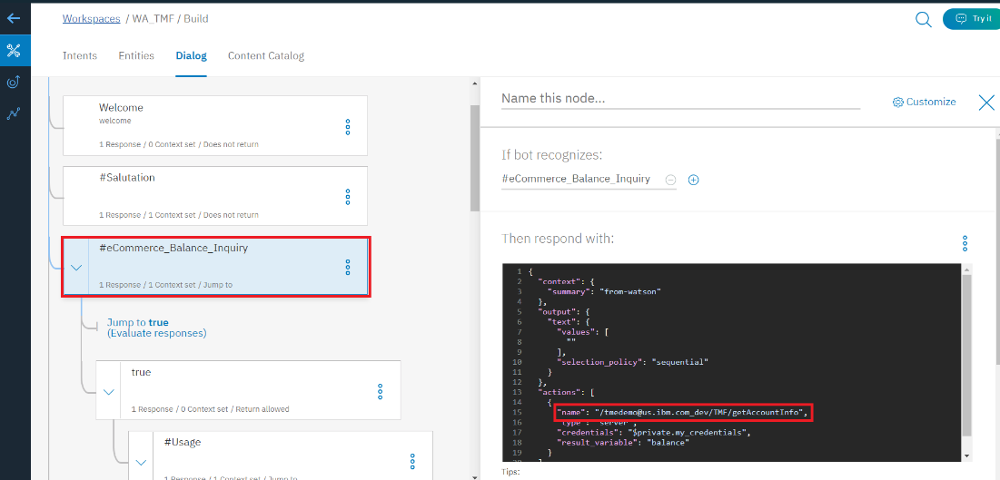 Workspaces / WA_TMF / Build
Try it
Intents Entities Dialog Content Catalog
Welcome
welcome
1 Response / 0 Context set / Does not return
#Salutation
1 Response / 1 Context set / Does not return
#eCommerce_Balance_Inquiry
1 Response / 1 Context set / Jump to
Jump to true
(Evaluate responses)
true
1 Response / 0 Context set / Return allowed
#Usage
1 Response / 1 Context set / Jump to
Name this node...
Customize
If bot recognizes:
#eCommerce_Balance_Inquiry
Then respond with:
1 {
2 "context": {
3 "summary": "from-watson"
4 },
5 "output": {
6 "text": {
7 "values": [
8 ""
9 ],
10 "selection_policy": "sequential"
11 }
12 },
13 "actions": [
14 {
15 "name": "/tmedemo@us.ibm.com_dev/TMF/getAccountInfo",
16 "type": "server",
17 "credentials": "$private.my_credentials",
18 "result_variable": "balance"
19 }
20 ]
Tips: